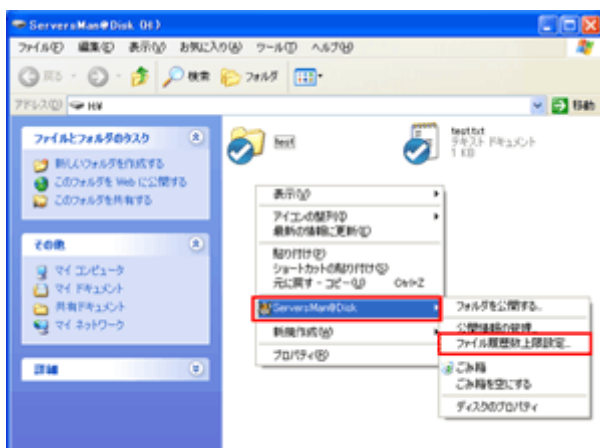 ServersMan@Disk (H:)
ファイル(F) 編集(E) 表示(V) お気に入り(A) ツール(T) ヘルプ(H)
戻る 検索 フォルダ
アドレス(D) H:¥ 移動
ファイルとフォルダのタスク
新しいフォルダを作成する
このフォルダを Web に公開する
このフォルダを共有する
その他
マイ コンピュータ
マイ ドキュメント
共有ドキュメント
マイ ネットワーク
詳細
test
test.txt
テキスト ドキュメント
1 KB
表示(V)
アイコンの整列(I)
最新の情報に更新(E)
貼り付け(P)
ショートカットの貼り付け(S)
元に戻す - コピー(U) Ctrl+Z
ServersMan@Disk
新規作成(W)
プロパティ(R)
フォルダを公開する...
公開情報の管理...
ファイル履歴数上限設定...
ごみ箱
ごみ箱を空にする
ディスクのプロパティ